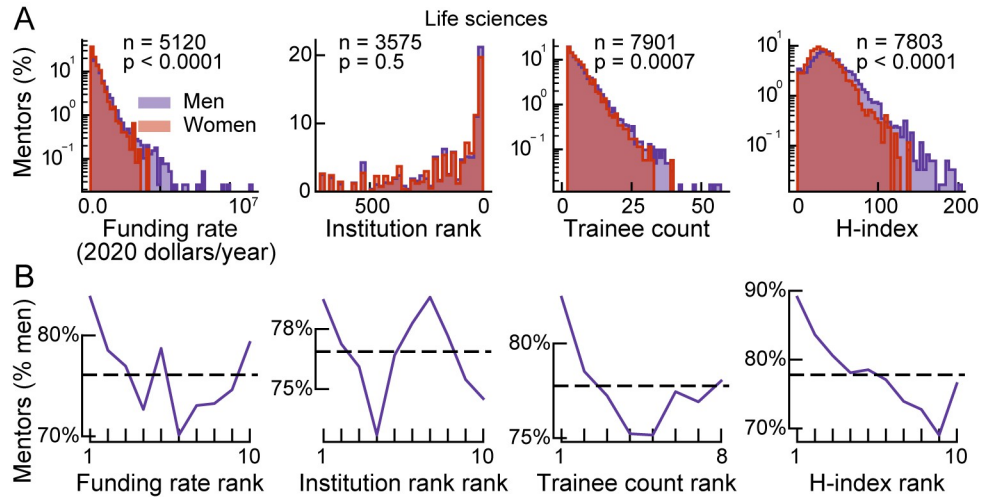 A
Life sciences
Mentors (%)
10¹
10⁰
10⁻¹
n = 5120
p < 0.0001
Men
Women
0.0
10⁷
Funding rate
(2020 dollars/year)
20
10
0
n = 3575
p = 0.5
500
0
Institution rank
10¹
10⁰
10⁻¹
n = 7901
p = 0.0007
0
25
50
Trainee count
10¹
10⁰
10⁻¹
n = 7803
p < 0.0001
0
100
200
H-index
B
Mentors (% men)
80%
70%
1
10
Funding rate rank
78%
75%
1
10
Institution rank rank
80%
75%
1
8
Trainee count rank
90%
80%
70%
1
10
H-index rank